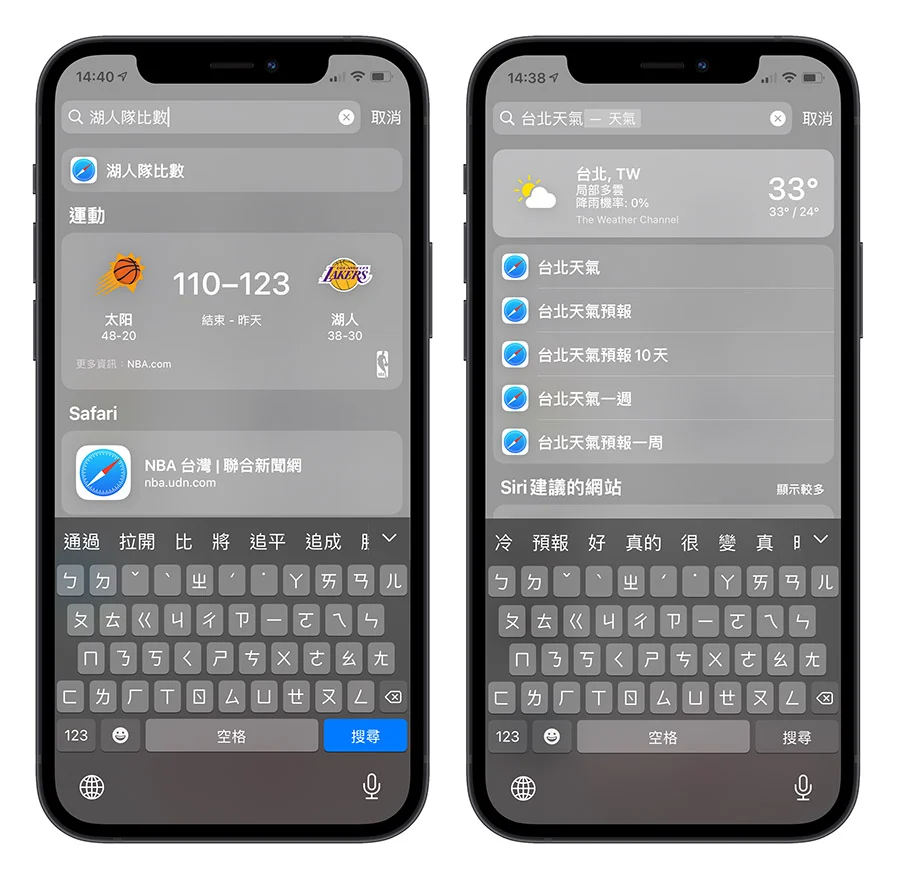 14:40
湖人隊比數
取消
湖人隊比數
運動
110–123
結束 - 昨天
LAKERS
太阳
48-20
湖人
38-30
更多資訊：NBA.com
Safari
NBA 台灣 | 聯合新聞網
nba.udn.com
通過 拉開 比 將 追平 追成
ㄅ ㄉ ˇ ˋ ㄓ ˊ ˙ ㄚ ㄞ ㄢ ㄦ
ㄆ ㄊ ㄍ ㄐ ㄔ ㄗ ㄧ ㄛ ㄟ ㄣ
ㄇ ㄋ ㄎ ㄑ ㄕ ㄘ ㄨ ㄜ ㄠ ㄤ
ㄈ ㄌ ㄏ ㄒ ㄖ ㄙ ㄩ ㄝ ㄡ ㄥ
123 空格 搜尋
14:38
台北天氣 — 天氣
取消
台北, TW
局部多雲
降雨機率: 0%
The Weather Channel
33°
33° / 24°
台北天氣
台北天氣預報
台北天氣預報10天
台北天氣一週
台北天氣預報一周
Siri建議的網站
顯示較多
冷 預報 好 真的 很 變 真
ㄅ ㄉ ˇ ˋ ㄓ ˊ ˙ ㄚ ㄞ ㄢ ㄦ
ㄆ ㄊ ㄍ ㄐ ㄔ ㄗ ㄧ ㄛ ㄟ ㄣ
ㄇ ㄋ ㄎ ㄑ ㄕ ㄘ ㄨ ㄜ ㄠ ㄤ
ㄈ ㄌ ㄏ ㄒ ㄖ ㄙ ㄩ ㄝ ㄡ ㄥ
123 空格 搜尋